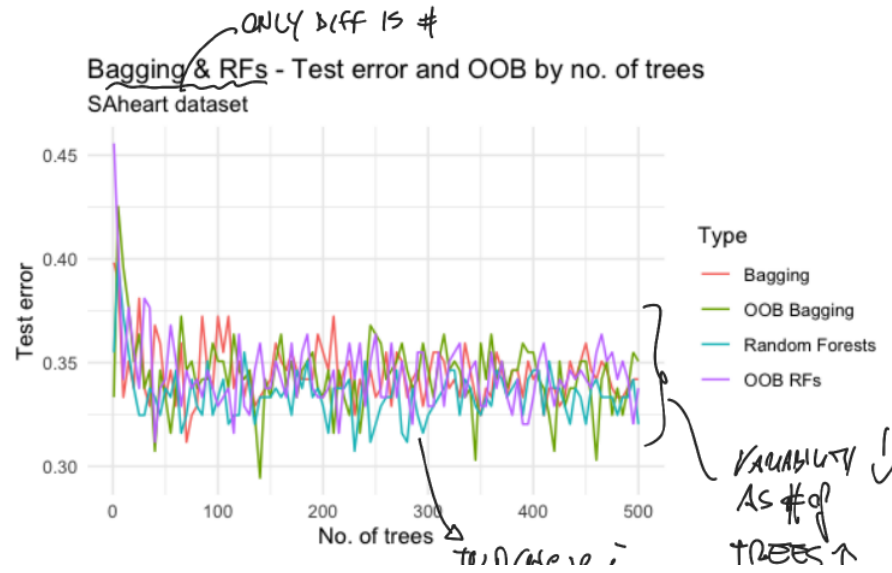 ONLY DIFF IS #
Bagging & RFs - Test error and OOB by no. of trees
SAheart dataset
0.45
0.40
0.35
0.30
Test error
0
100
200
300
400
500
No. of trees
Type
Bagging
OOB Bagging
Random Forests
OOB RFs
VARIABILITY ↓
AS # of
TREES ↑